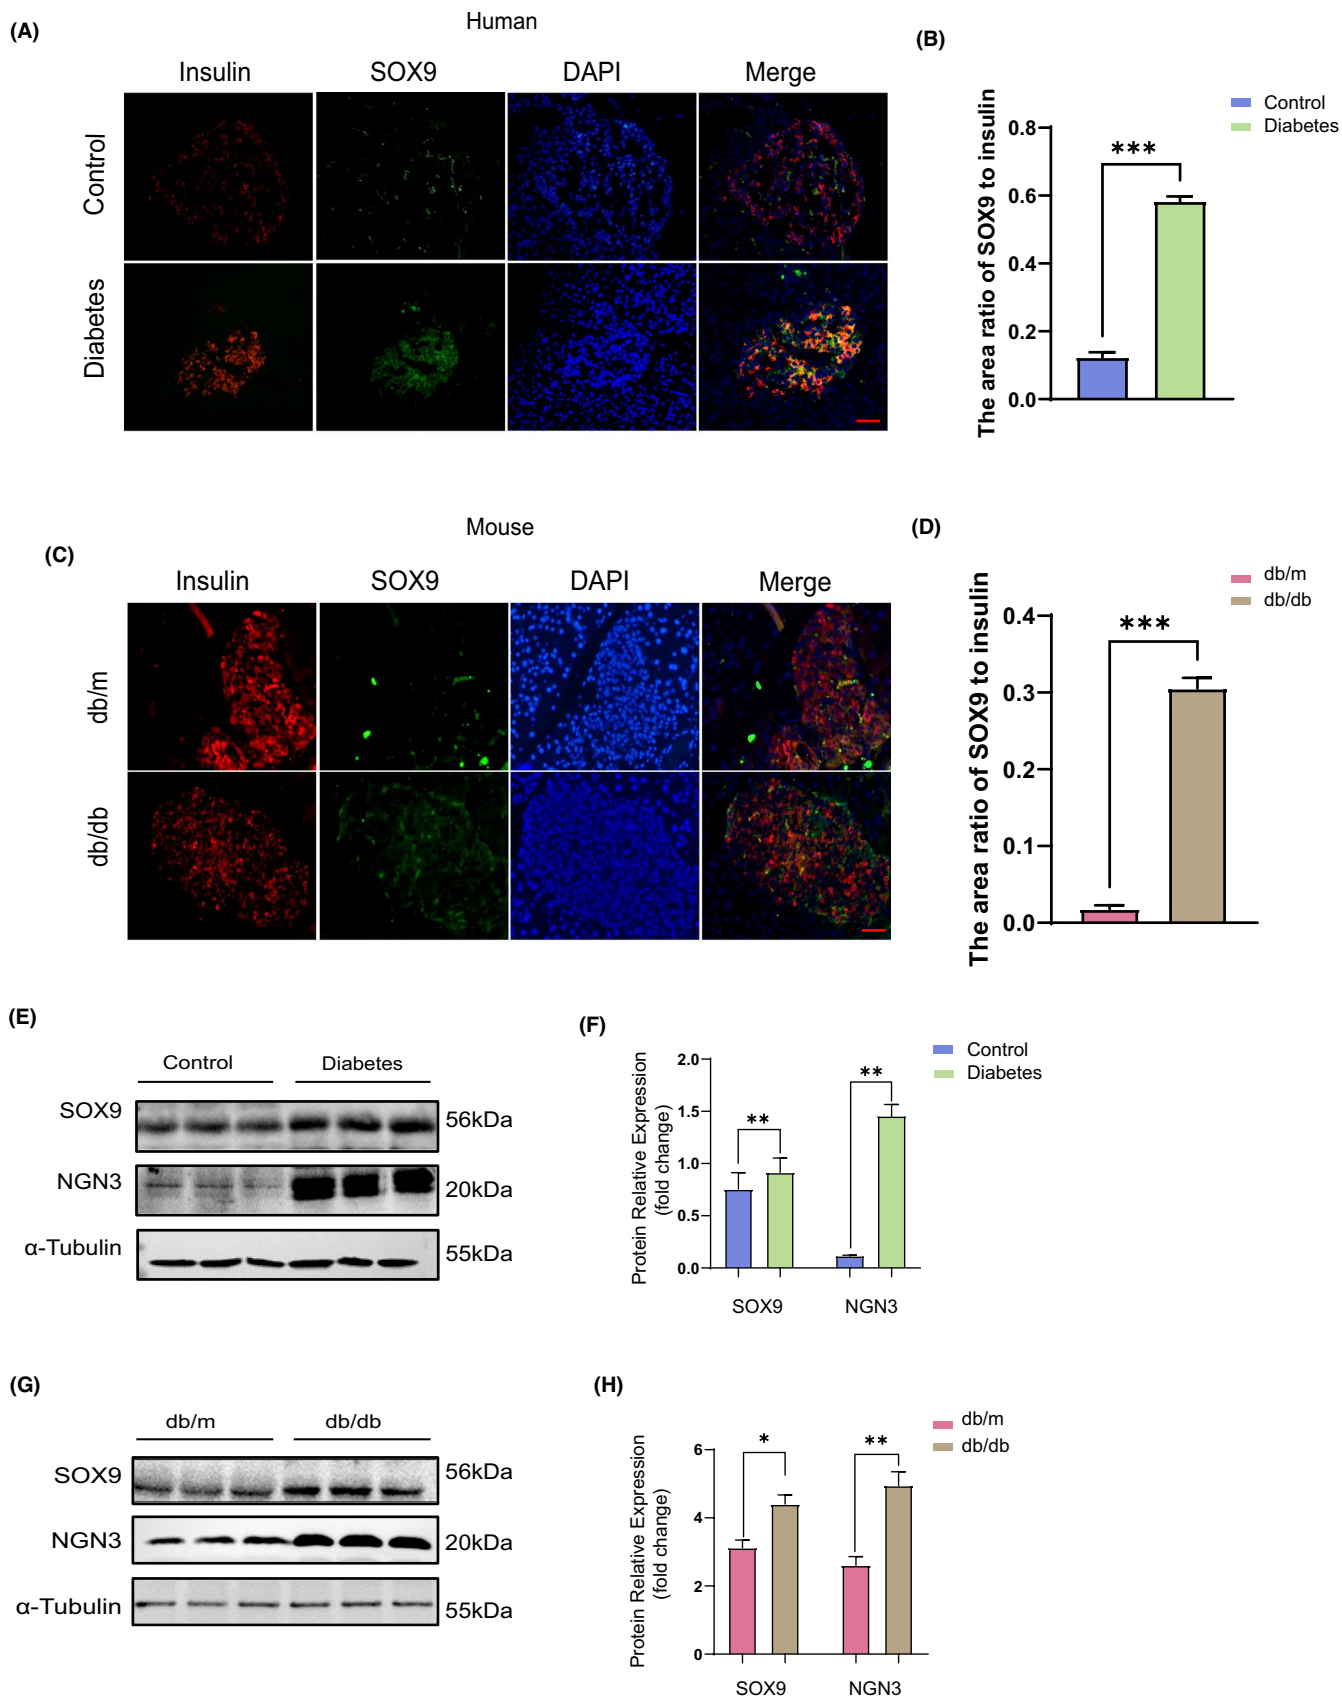 (A)
Human
Insulin SOX9 DAPI Merge
Control
Diabetes
(B)
Control
Diabetes
The area ratio of SOX9 to insulin
0.8
0.6
0.4
0.2
0.0
***
Mouse
(C)
Insulin SOX9 DAPI Merge
db/m
db/db
(D)
db/m
db/db
The area ratio of SOX9 to insulin
0.4
0.3
0.2
0.1
0.0
***
(E)
Control Diabetes
SOX9 56kDa
NGN3 20kDa
α-Tubulin 55kDa
(F)
Control
Diabetes
Protein Relative Expression
(fold change)
2.0
1.5
1.0
0.5
0.0
** **
SOX9 NGN3
(G)
db/m db/db
SOX9 56kDa
NGN3 20kDa
α-Tubulin 55kDa
(H)
db/m
db/db
Protein Relative Expression
(fold change)
6
4
2
0
* **
SOX9 NGN3